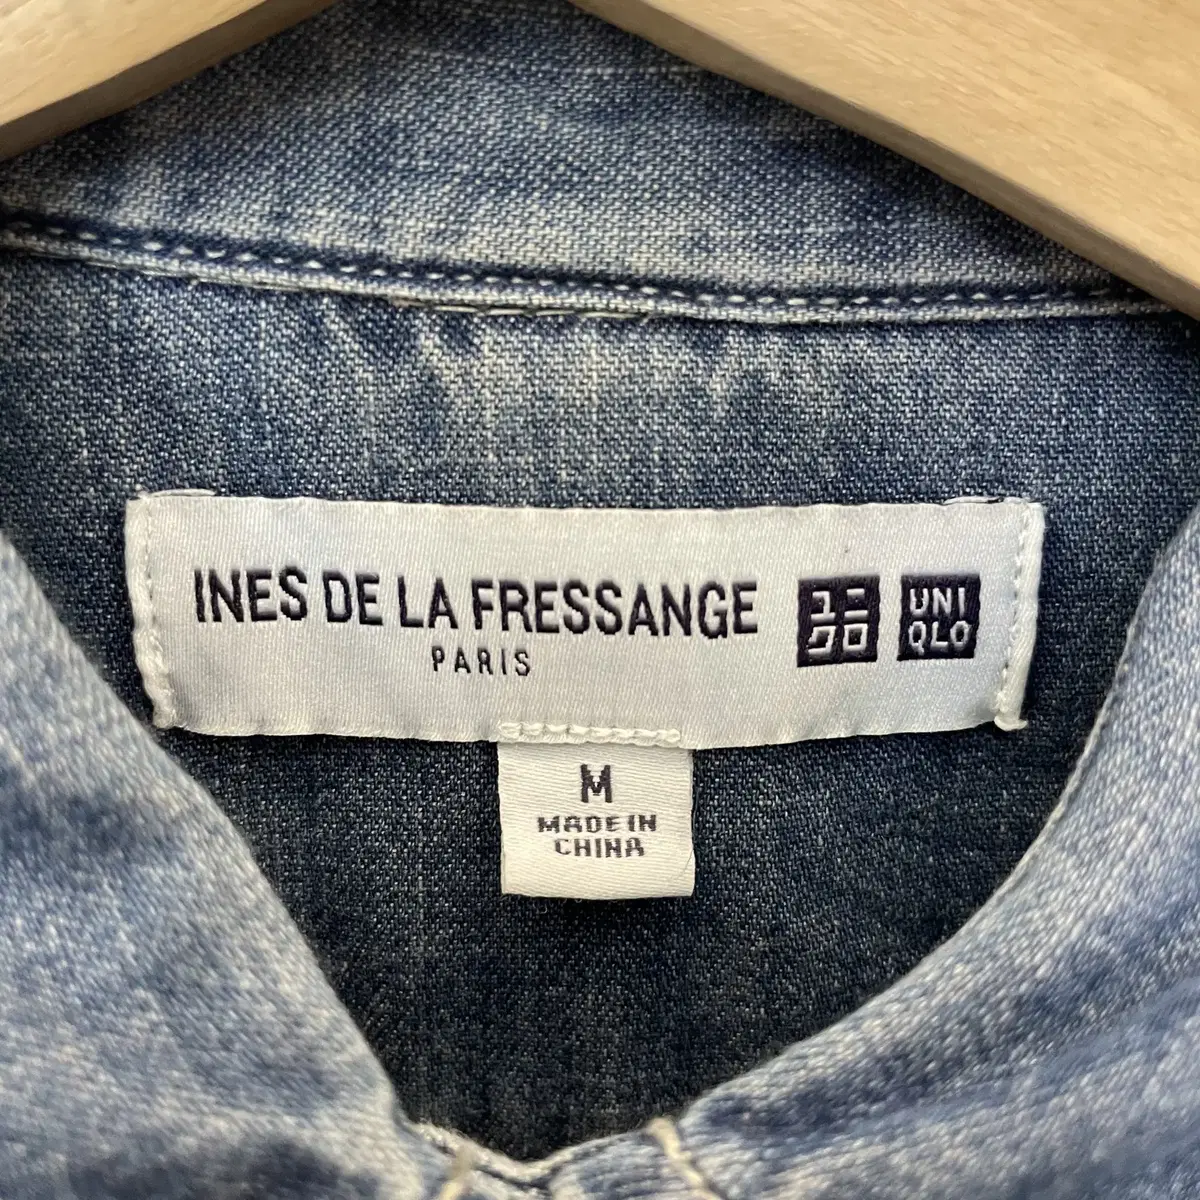 INES DE LA FRESSANGE
PARIS
ユニ
クロ
UNI
QLO
M
MADE IN
CHINA